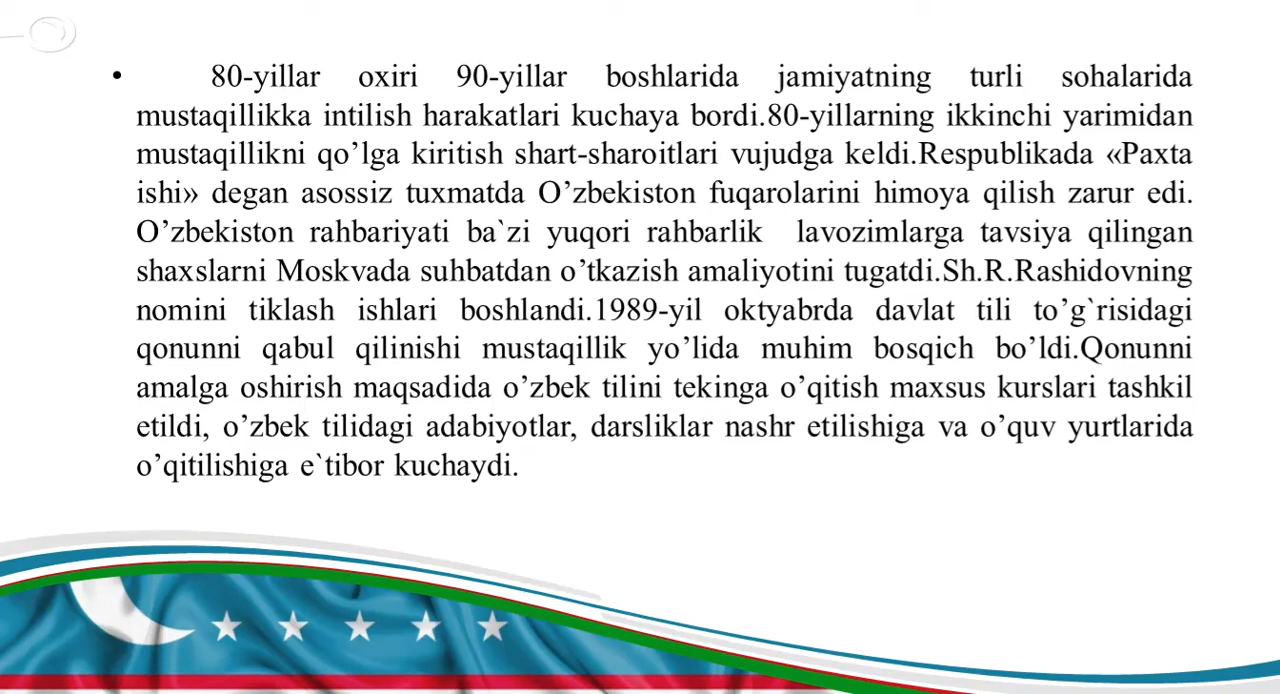 • 80-yillar oxiri 90-yillar boshlarida jamiyatning turli sohalarida
mustaqillikka intilish harakatlari kuchaya bordi.80-yillarning ikkinchi yarimidan
mustaqillikni qo’lga kiritish shart-sharoitlari vujudga keldi.Respublikada «Paxta
ishi» degan asossiz tuxmatda O’zbekiston fuqarolarini himoya qilish zarur edi.
O’zbekiston rahbariyati ba`zi yuqori rahbarlik lavozimlarga tavsiya qilingan
shaxslarni Moskvada suhbatdan o’tkazish amaliyotini tugatdi.Sh.R.Rashidovning
nomini tiklash ishlari boshlandi.1989-yil oktyabrda davlat tili to’g`risidagi
qonunni qabul qilinishi mustaqillik yo’lida muhim bosqich bo’ldi.Qonunni
amalga oshirish maqsadida o’zbek tilini tekinga o’qitish maxsus kurslari tashkil
etildi, o’zbek tilidagi adabiyotlar, darsliklar nashr etilishiga va o’quv yurtlarida
o’qitilishiga e`tibor kuchaydi.